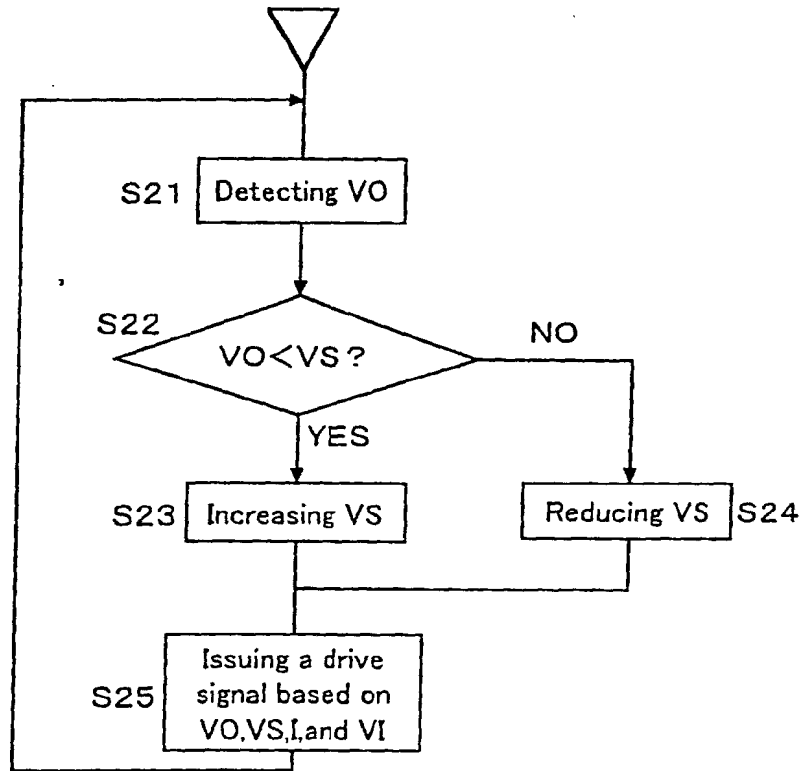 S21
Detecting VO
S22
VO<VS?
NO
YES
S23
Increasing VS
Reducing VS
S24
S25
Issuing a drive
signal based on
VO,VS,I,and VI